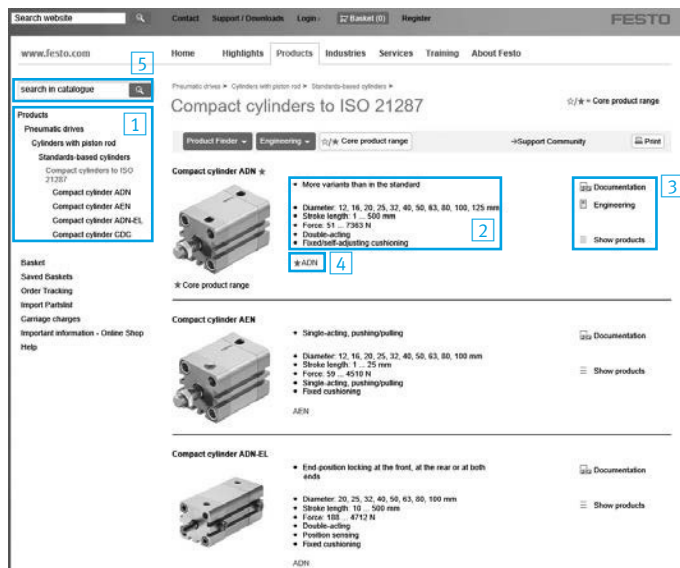 Search website
Contact Support / Downloads Login Basket (0) Register
FESTO
www.festo.com
Home Highlights Products Industries Services Training About Festo
5
search in catalogue
Pneumatic drives Cylinders with piston rod Standards-based cylinders
Compact cylinders to ISO 21287
☆/★ = Core product range
1
Products
Pneumatic drives
Cylinders with piston rod
Standards-based cylinders
Compact cylinders to ISO
21287
Compact cylinder ADN
Compact cylinder AEN
Compact cylinder ADN-EL
Compact cylinder CDC
Basket
Saved Baskets
Order Tracking
Import Partslist
Carriage charges
Important information - Online Shop
Help
Product Finder Engineering ☆/★ Core product range →Support Community Print
Compact cylinder ADN ★
• More variants than in the standard
• Diameter: 12, 16, 20, 25, 32, 40, 50, 63, 80, 100, 125 mm
• Stroke length: 1 ... 500 mm
• Force: 51 ... 7363 N
• Double-acting
• Fixed/self-adjusting cushioning
2
★ADN
4
Documentation
Engineering
Show products
3
★ Core product range
Compact cylinder AEN
• Single-acting, pushing/pulling
• Diameter: 12, 16, 20, 25, 32, 40, 50, 63, 80, 100 mm
• Stroke length: 1 ... 25 mm
• Force: 59 ... 4510 N
• Single-acting, pushing/pulling
• Fixed cushioning
AEN
Documentation
Show products
Compact cylinder ADN-EL
• End-position locking at the front, at the rear or at both
ends
• Diameter: 20, 25, 32, 40, 50, 63, 80, 100 mm
• Stroke length: 10 ... 500 mm
• Force: 188 ... 4712 N
• Double-acting
• Position sensing
• Fixed cushioning
ADN
Documentation
Show products